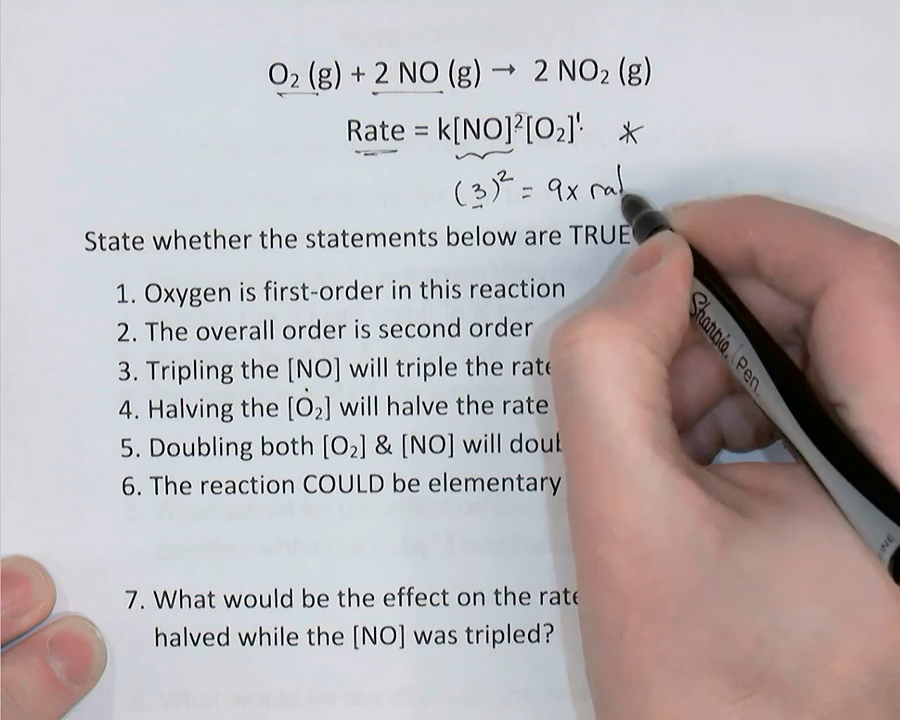 O₂ (g) + 2 NO (g) → 2 NO₂ (g)
Rate = k[NO]²[O₂]¹ *
(3)² = 9x
State whether the statements below are TRUE
1. Oxygen is first-order in this reaction
2. The overall order is second order
3. Tripling the [NO] will triple the rate
4. Halving the [O₂] will halve the rate
5. Doubling both [O₂] & [NO] will
6. The reaction COULD be elementary
7. What would be the effect on the rate
halved while the [NO] was tripled?
Sharpie. Pen.